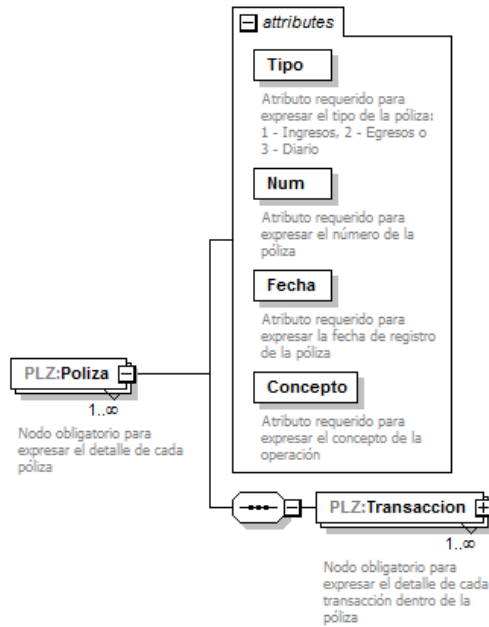 attributes
Tipo
Atributo requerido para
expresar el tipo de la póliza:
1 - Ingresos, 2 - Egresos o
3 - Diario
Num
Atributo requerido para
expresar el número de la
póliza
Fecha
Atributo requerido para
expresar la fecha de registro
de la póliza
Concepto
Atributo requerido para
expresar el concepto de la
operación
PLZ:Poliza
1..∞
Nodo obligatorio para
expresar el detalle de cada
póliza
PLZ:Transaccion
1..∞
Nodo obligatorio para
expresar el detalle de cada
transacción dentro de la
póliza